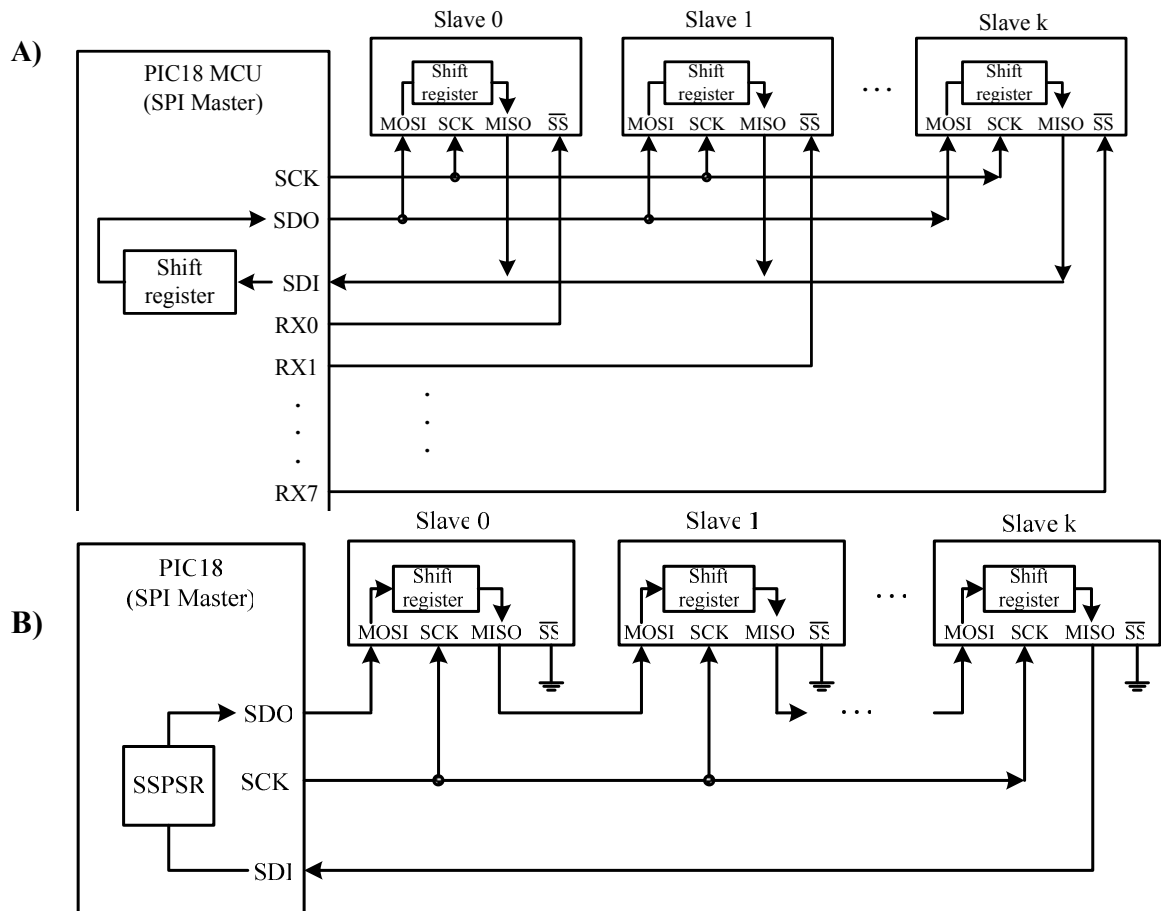 A)
PIC18 MCU
(SPI Master)
Slave 0
Slave 1
Slave k
Shift
register
Shift
register
Shift
register
MOSI SCK MISO SS
MOSI SCK MISO SS
MOSI SCK MISO SS
. . .
SCK
SDO
Shift
register
SDI
RX0
RX1
RX7
B)
PIC18
(SPI Master)
Slave 0
Slave 1
Slave k
Shift
register
Shift
register
Shift
register
MOSI SCK MISO SS
MOSI SCK MISO SS
MOSI SCK MISO SS
. . .
SDO
. . .
SSPSR
SCK
SDI